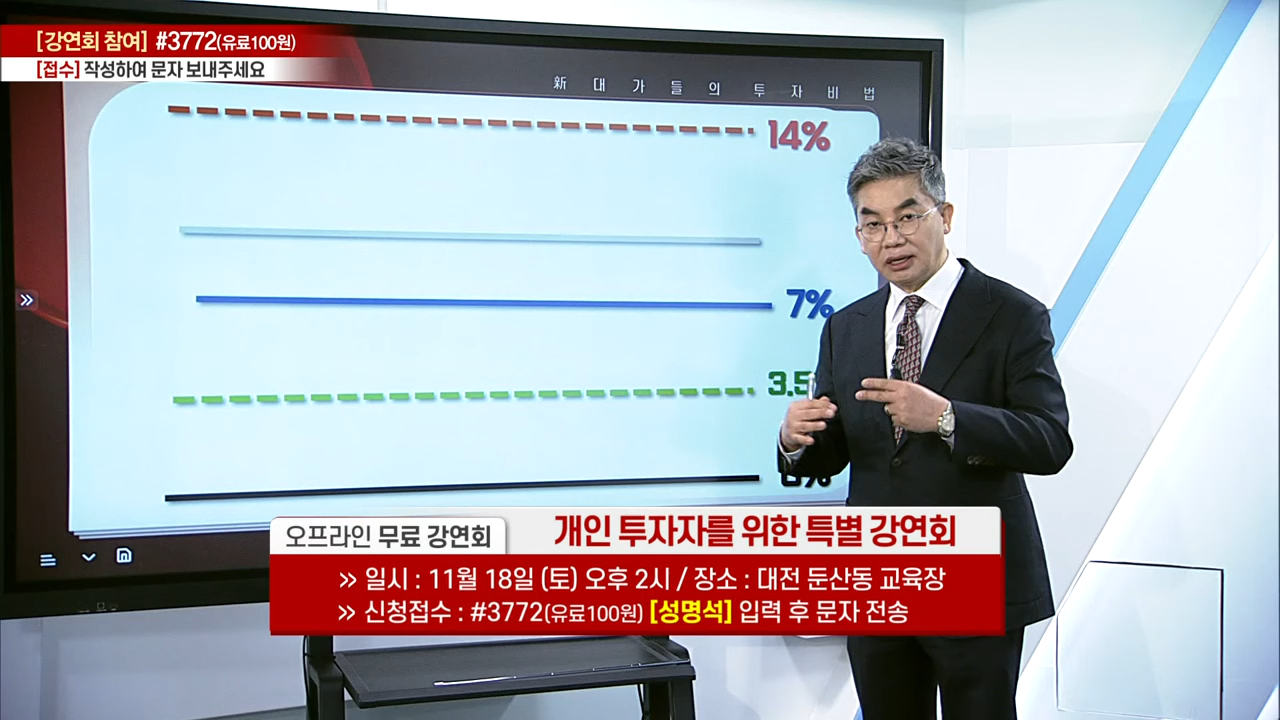 [강연회 참여] #3772(유료100원)
[접수] 작성하여 문자 보내주세요
新 대 가 들 의 투 자 비 법
14%
7%
3.5
오프라인 무료 강연회
개인 투자자를 위한 특별 강연회
» 일시 : 11월 18일 (토) 오후 2시 / 장소 : 대전 둔산동 교육장
» 신청접수 : #3772(유료100원) [성명석] 입력 후 문자 전송